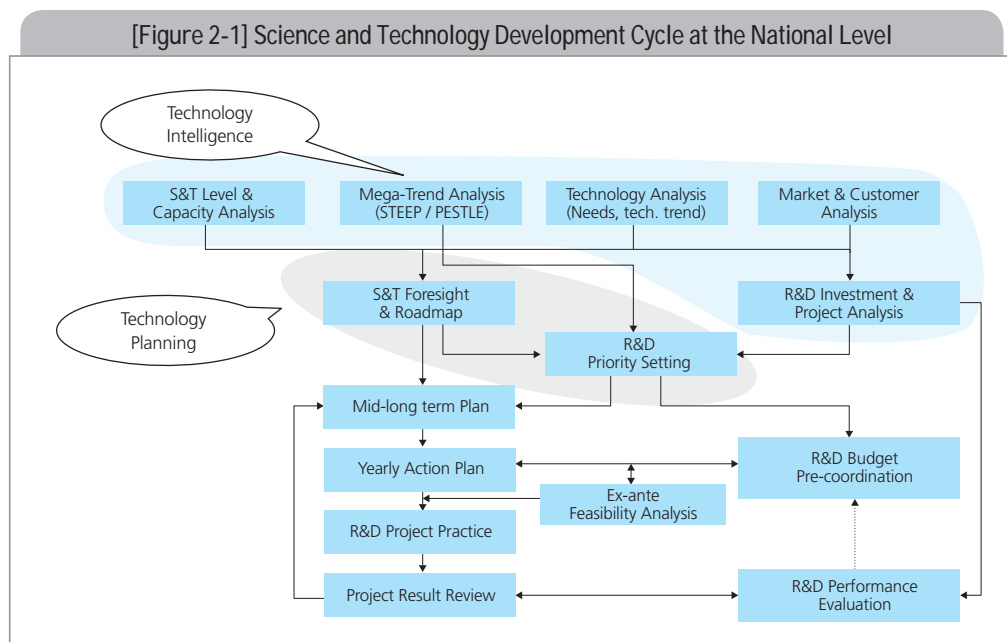 [Figure 2-1] Science and Technology Development Cycle at the National Level
Technology
Intelligence
S&T Level &
Capacity Analysis
Mega-Trend Analysis
(STEEP / PESTLE)
Technology Analysis
(Needs, tech. trend)
Market & Customer
Analysis
S&T Foresight
& Roadmap
R&D Investment &
Project Analysis
Technology
Planning
R&D
Priority Setting
Mid-long term Plan
Yearly Action Plan
R&D Budget
Pre-coordination
Ex-ante
Feasibility Analysis
R&D Project Practice
Project Result Review
R&D Performance
Evaluation